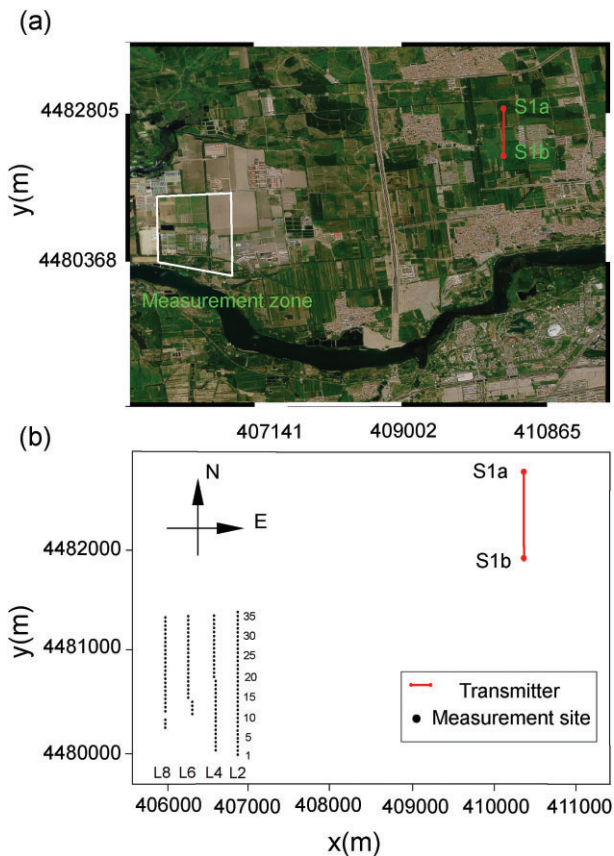 (a)
4482805
S1a
S1b
y(m)
4480368
Measurement zone
407141 409002 410865
(b)
N
E
S1a
S1b
4482000
4481000
4480000
y(m)
35
30
25
20
15
10
5
1
L8 L6 L4 L2
Transmitter
Measurement site
406000 407000 408000 409000 410000 411000
x(m)